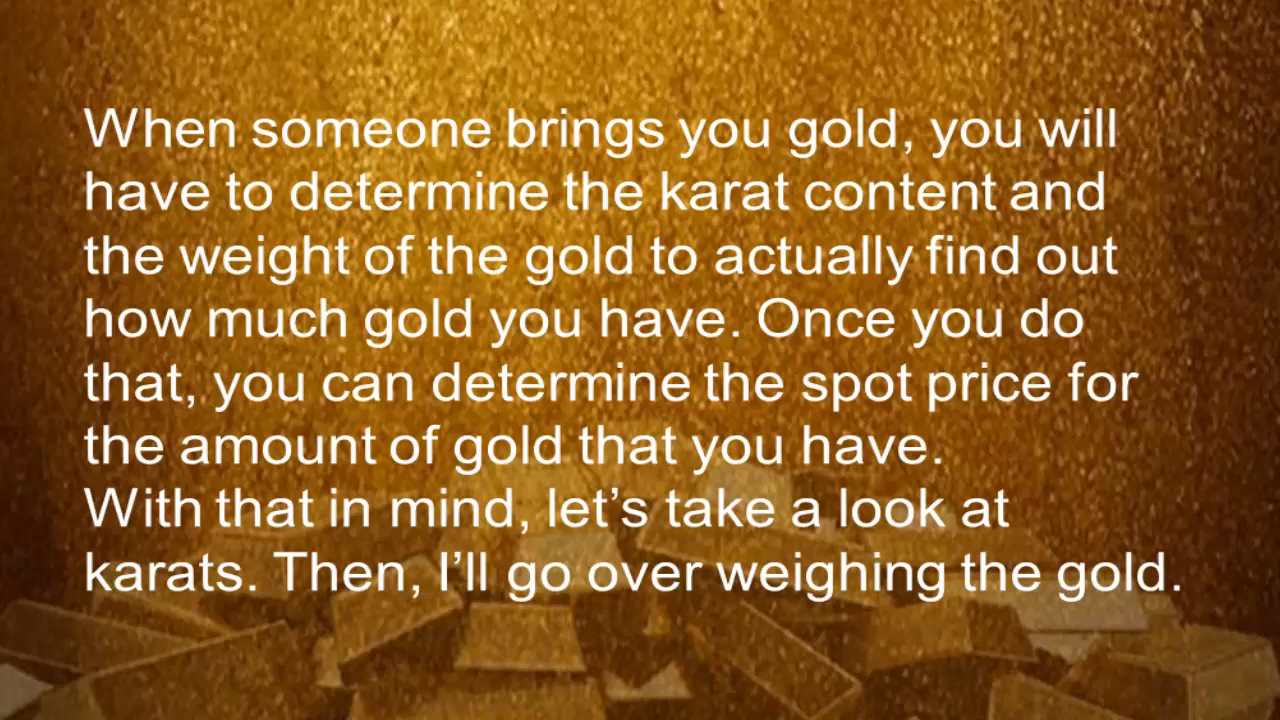 When someone brings you gold, you will
have to determine the karat content and
the weight of the gold to actually find out
how much gold you have. Once you do
that, you can determine the spot price for
the amount of gold that you have.
With that in mind, let’s take a look at
karats. Then, I’ll go over weighing the gold.